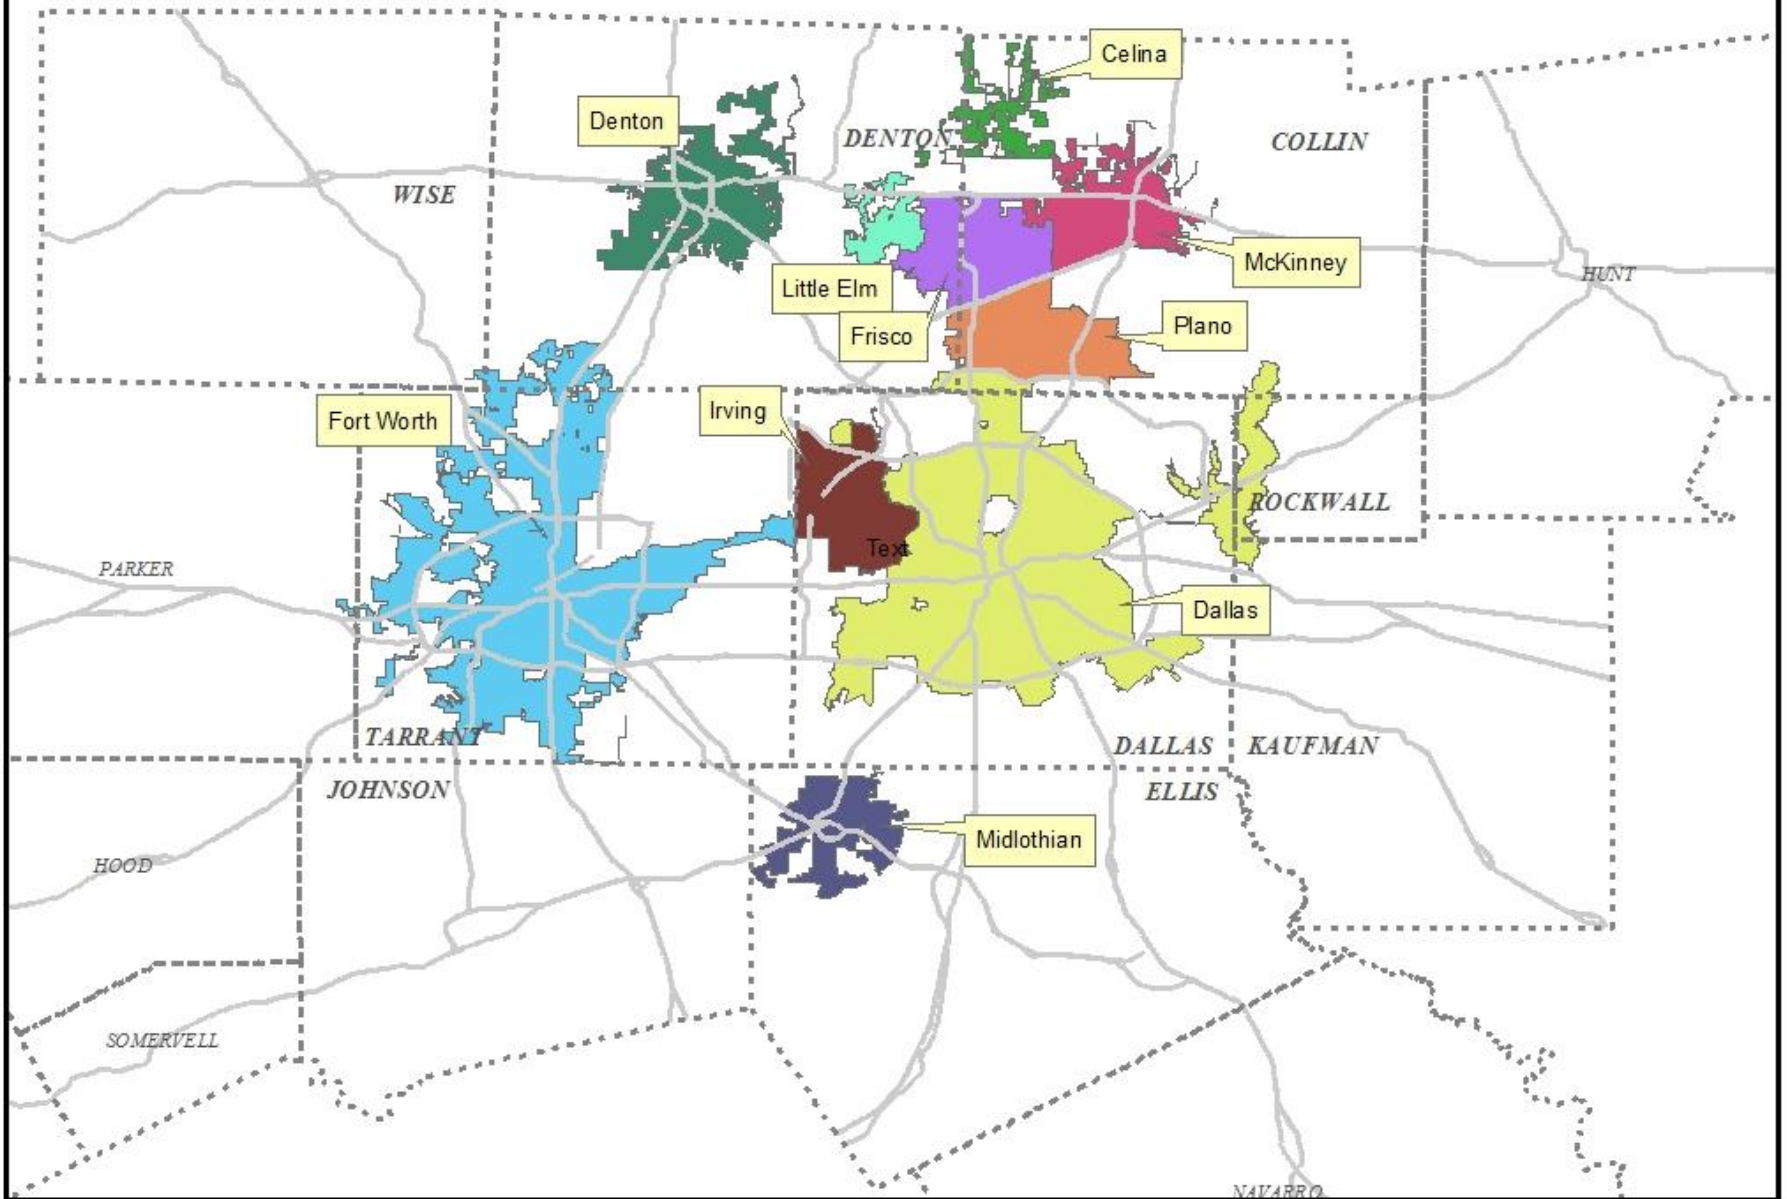 Celina
Denton
DENTON
COLLIN
WISE
McKinney
HUNT
Little Elm
Plano
Frisco
Irving
Fort Worth
ROCKWALL
Text
PARKER
Dallas
TARRANT
DALLAS
KAUFMAN
JOHNSON
ELLIS
Midlothian
HOOD
SOMERVELL
NAVARRO